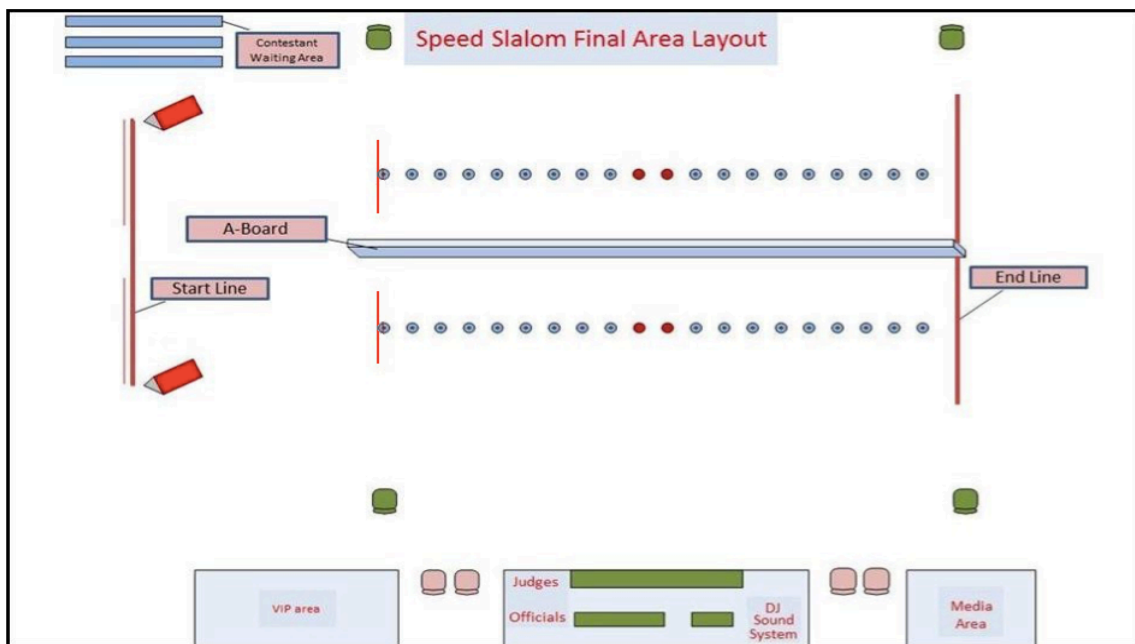 Speed Slalom Final Area Layout
Contestant
Waiting Area
A-Board
Start Line
End Line
VIP area
Judges
Officials
DJ
Sound
System
Media
Area